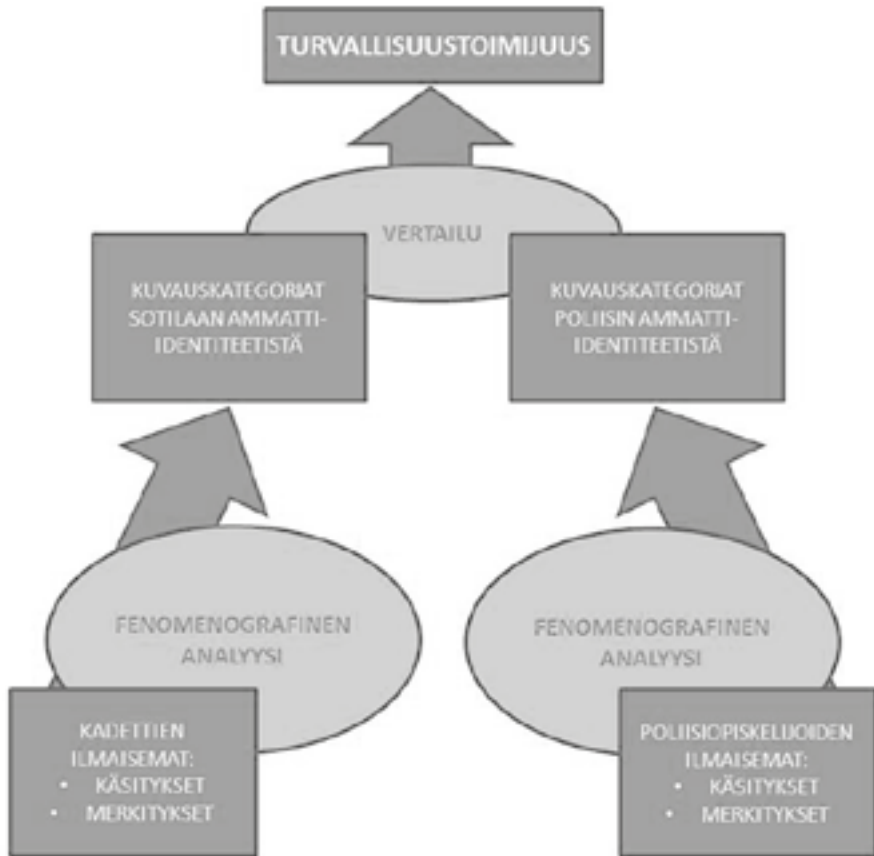 TURVALLISUUSTOIMIJUUS
VERTAILU
KUVAUSKATEGORIAT
SOTILAAN AMMATTI-
IDENTITEETISTÄ
KUVAUSKATEGORIAT
POLIISIN AMMATTI-
IDENTITEETISTÄ
FENOMENOGRAFINEN
ANALYYSI
FENOMENOGRAFINEN
ANALYYSI
KADETTIEN
ILMAISEMAT:
• KÄSITYKSET
• MERKITYKSET
POLIISIOPISKELIJOIDEN
ILMAISEMAT:
• KÄSITYKSET
• MERKITYKSET